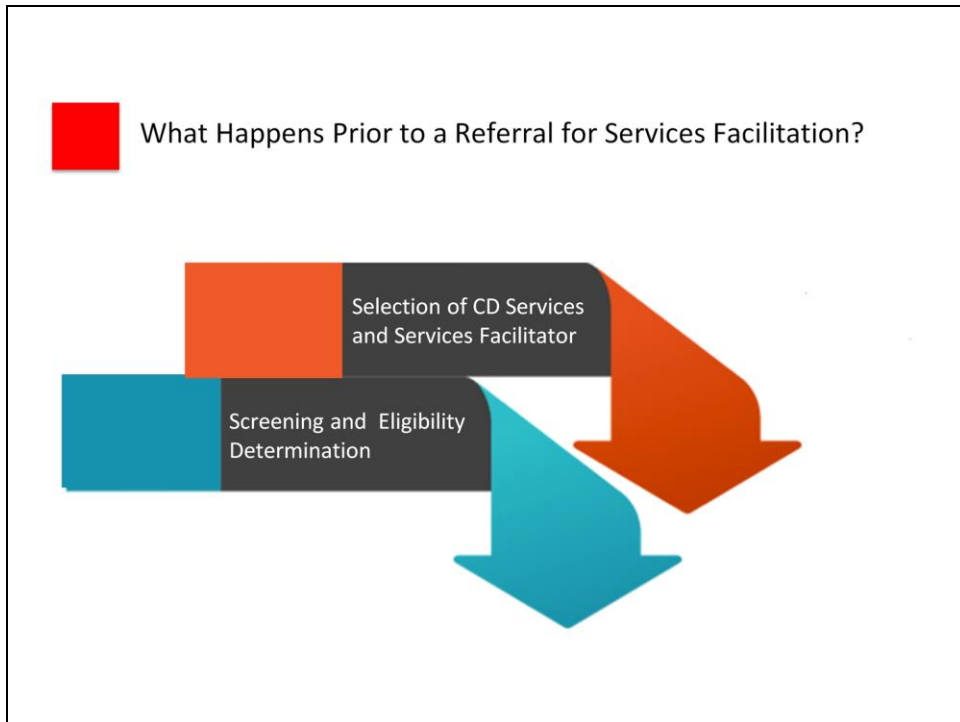 What Happens Prior to a Referral for Services Facilitation?
Selection of CD Services
and Services Facilitator
Screening and Eligibility
Determination